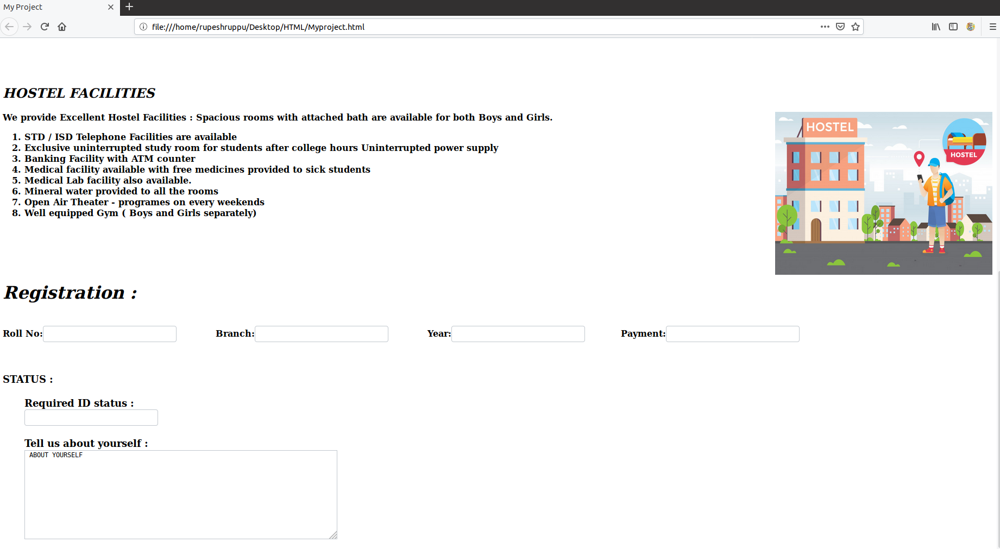 My Project
file:///home/rupeshruppu/Desktop/HTML/Myproject.html
HOSTEL FACILITIES
We provide Excellent Hostel Facilities : Spacious rooms with attached bath are available for both Boys and Girls.
1. STD / ISD Telephone Facilities are available
2. Exclusive uninterrupted study room for students after college hours Uninterrupted power supply
3. Banking Facility with ATM counter
4. Medical facility available with free medicines provided to sick students
5. Medical Lab facility also available.
6. Mineral water provided to all the rooms
7. Open Air Theater - programes on every weekends
8. Well equipped Gym ( Boys and Girls separately)
HOSTEL
HOSTEL
Registration :
Roll No: Branch: Year: Payment:
STATUS :
Required ID status :
Tell us about yourself :
ABOUT YOURSELF